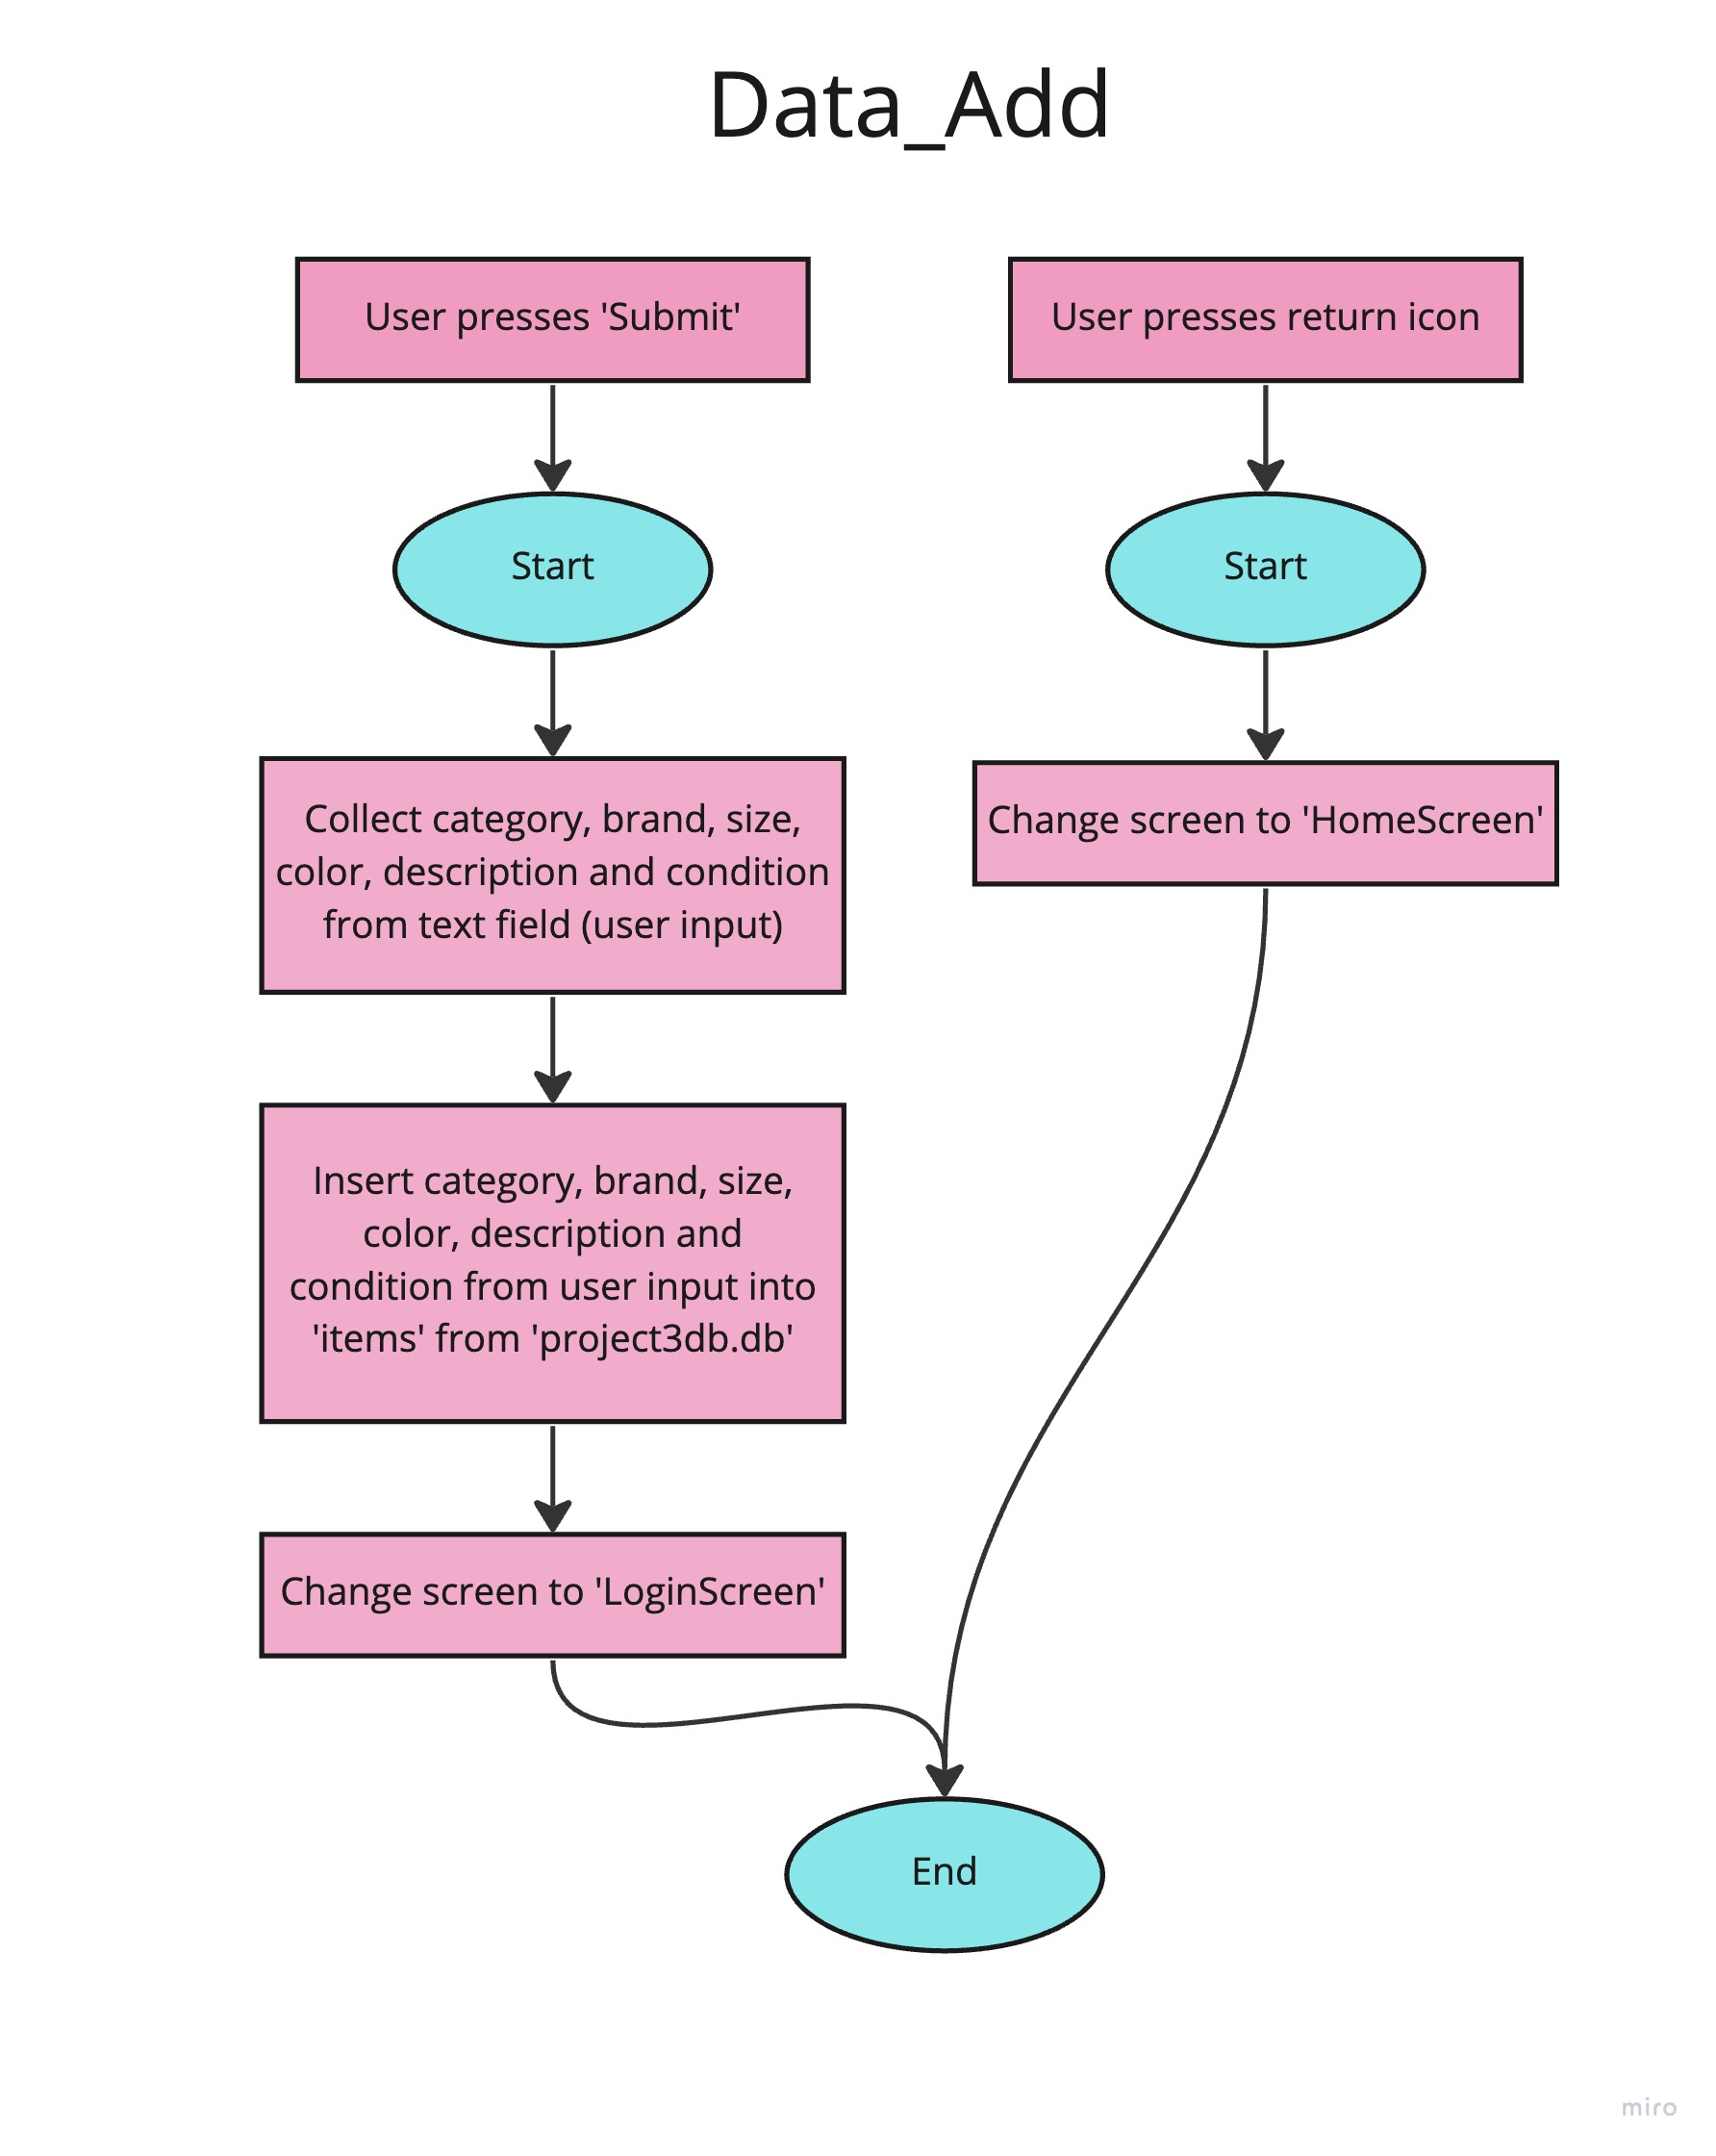 Data_Add
User presses 'Submit'
Start
Collect category, brand, size,
color, description and condition
from text field (user input)
Insert category, brand, size,
color, description and
condition from user input into
'items' from 'project3db.db'
Change screen to 'LoginScreen'
User presses return icon
Start
Change screen to 'HomeScreen'
End
miro